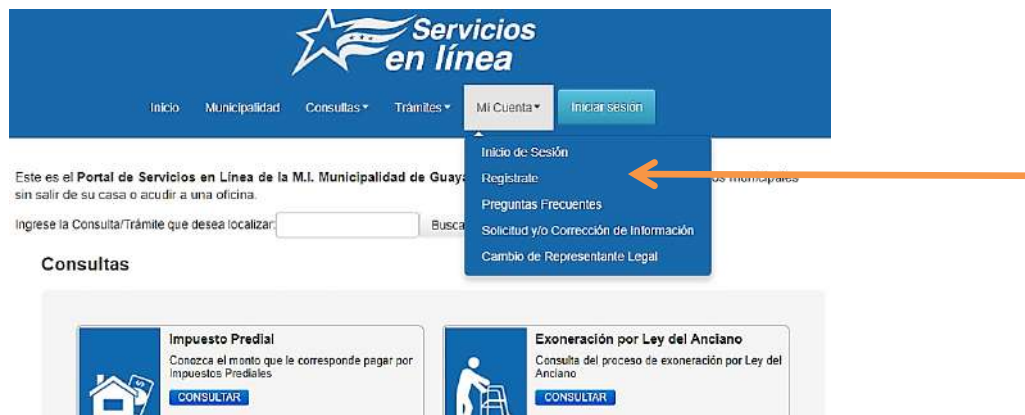 Servicios
en línea
Inicio Municipalidad Consultas Trámites Mi Cuenta Iniciar sesión
Inicio de Sesión
Regístrate
Preguntas Frecuentes
Solicitud y/o Corrección de Información
Cambio de Representante Legal
Este es el Portal de Servicios en Línea de la M.I. Municipalidad de Guaya municipales
sin salir de su casa o acudir a una oficina.
Ingrese la Consulta/Trámite que desea localizar: Busca
Consultas
Impuesto Predial
Conozca el monto que le corresponde pagar por
Impuestos Prediales
CONSULTAR
Exoneración por Ley del Anciano
Consulta del proceso de exoneración por Ley del
Anciano
CONSULTAR